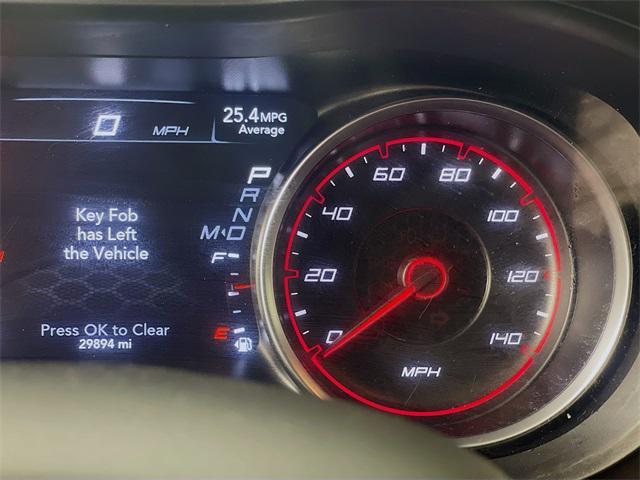 0 MPH
25.4 MPG
Average
P
R
N
M◂D
F
E
Key Fob
has Left
the Vehicle
Press OK to Clear
29894 mi
0
20
40
60
80
100
120
140
MPH